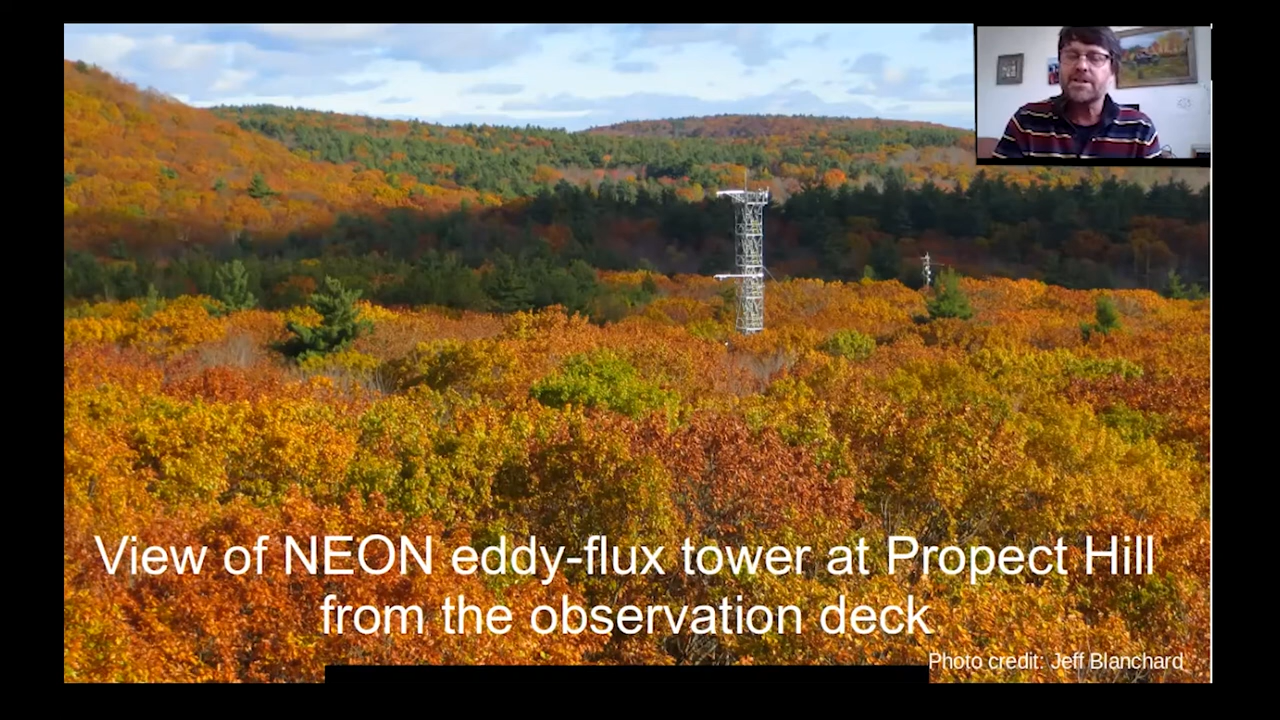 View of NEON eddy-flux tower at Propect Hill
from the observation deck
Photo credit: Jeff Blanchard